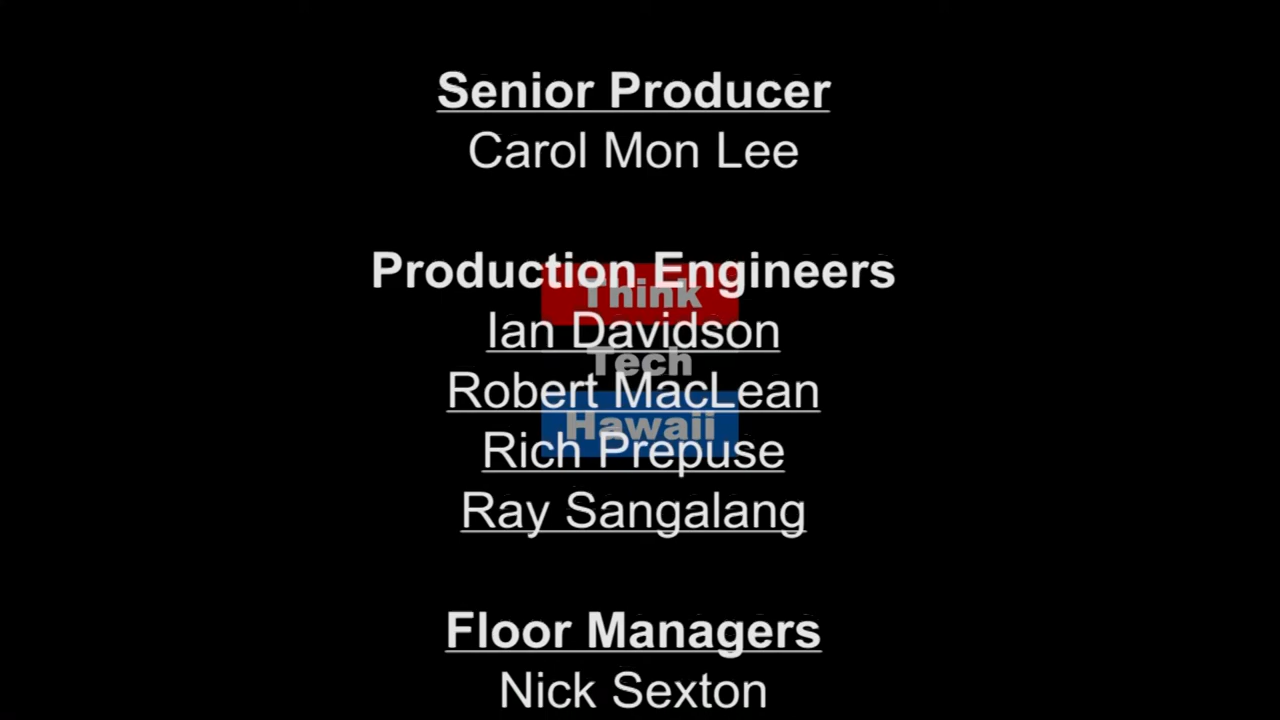 Senior Producer
Carol Mon Lee
Production Engineers
Think
Ian Davidson
Tech
Robert MacLean
Hawaii
Rich Prepuse
Ray Sangalang
Floor Managers
Nick Sexton